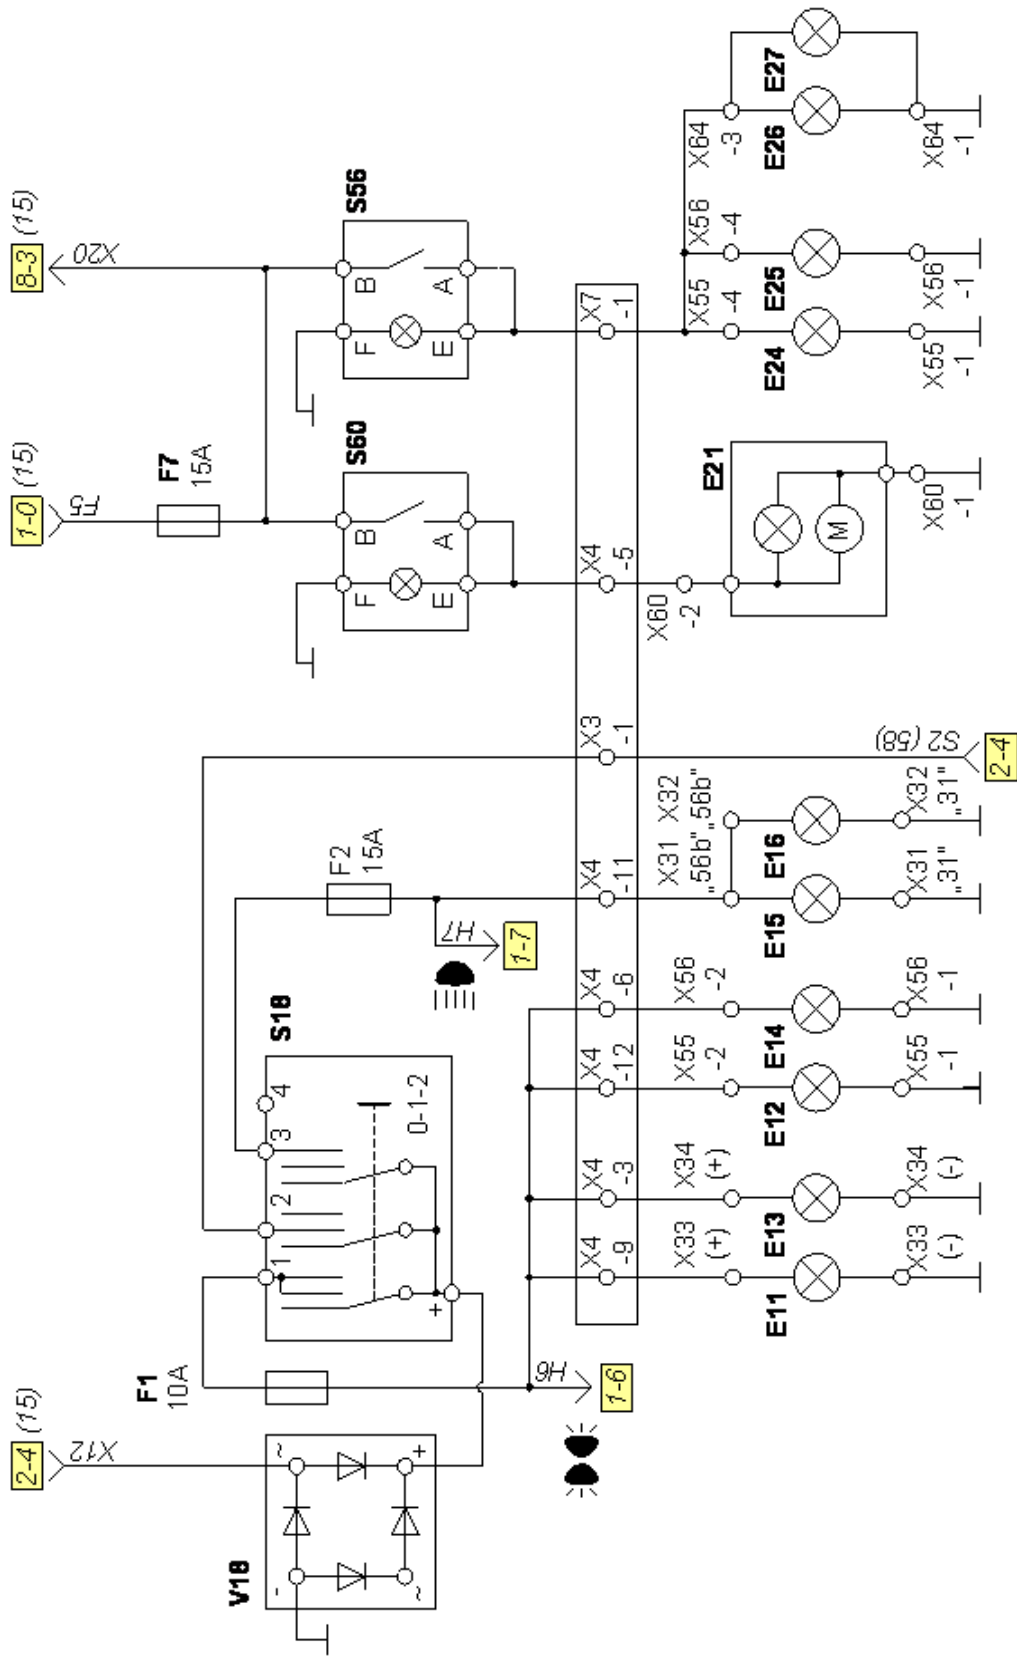 2-4 (15)
X12
1-0 (15)
F5
8-3 (15)
X20
F1
10A
F7
15A
V18
- ~
~ +
S18
1 2 3 4
+ 0-1-2
F2
15A
S60
F B
E A
S56
F B
E A
H6
1-6
H7
1-7
X4
-9
X4
-3
X4
-12
X4
-6
X4
-11
X3
-1
X4
-5
X7
-1
X33
(+)
X34
(+)
X55
-2
X56
-2
X31 X32
„56b" „56b"
X60
-2
X55
-4
X56
-4
X64
-3
E11
E13
E12
E14
E15
E16
E21
M
E24
E25
E26
E27
X33
(-)
X34
(-)
X55
-1
X56
-1
X31
„31"
X32
„31"
S2 (58)
2-4
X60
-1
X55
-1
X56
-1
X64
-1